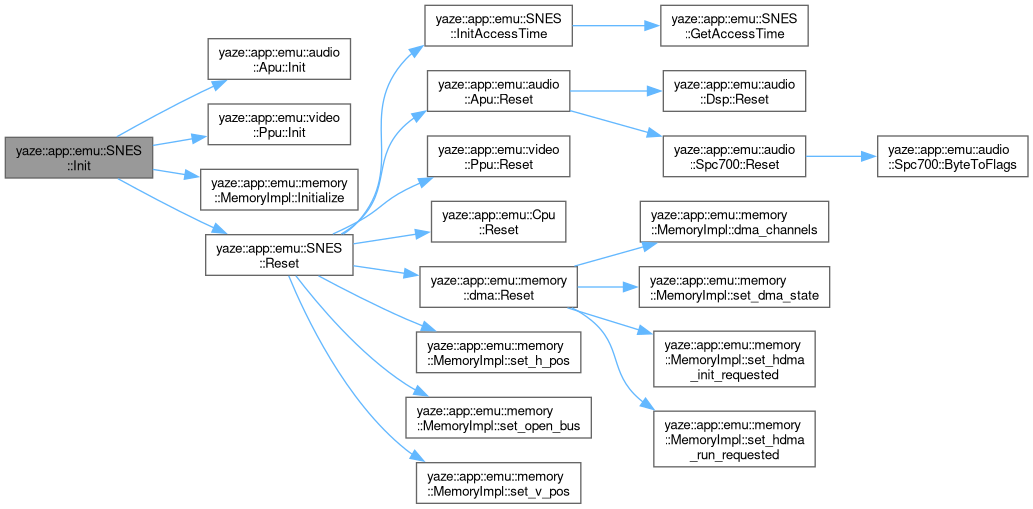 yaze::app::emu::SNES
::Init
yaze::app::emu::audio
::Apu::Init
yaze::app::emu::video
::Ppu::Init
yaze::app::emu::memory
::MemoryImpl::Initialize
yaze::app::emu::SNES
::Reset
yaze::app::emu::SNES
::InitAccessTime
yaze::app::emu::SNES
::GetAccessTime
yaze::app::emu::audio
::Apu::Reset
yaze::app::emu::audio
::Dsp::Reset
yaze::app::emu::audio
::Spc700::Reset
yaze::app::emu::audio
::Spc700::ByteToFlags
yaze::app::emu::video
::Ppu::Reset
yaze::app::emu::Cpu
::Reset
yaze::app::emu::memory
::dma::Reset
yaze::app::emu::memory
::MemoryImpl::dma_channels
yaze::app::emu::memory
::MemoryImpl::set_dma_state
yaze::app::emu::memory
::MemoryImpl::set_hdma
_init_requested
yaze::app::emu::memory
::MemoryImpl::set_hdma
_run_requested
yaze::app::emu::memory
::MemoryImpl::set_h_pos
yaze::app::emu::memory
::MemoryImpl::set_open_bus
yaze::app::emu::memory
::MemoryImpl::set_v_pos